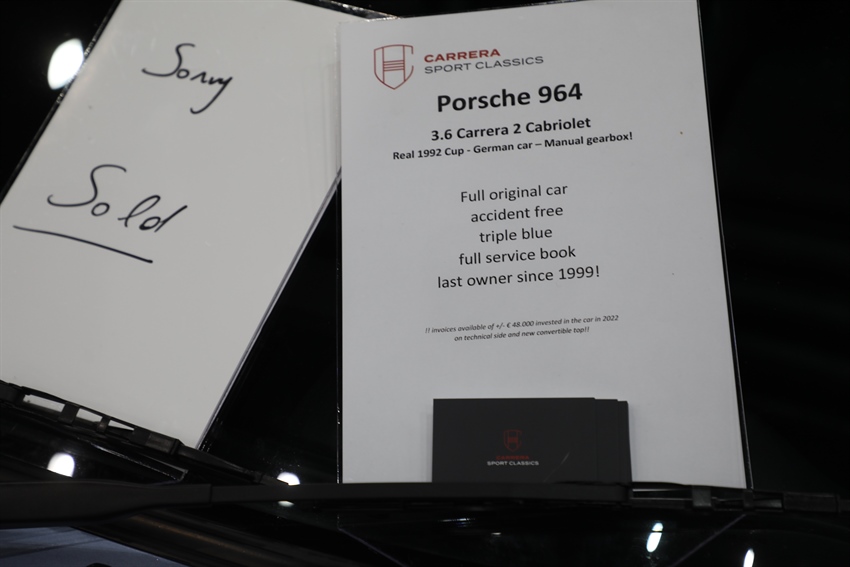 Sorry
Sold
CARRERA
SPORT CLASSICS
Porsche 964
3.6 Carrera 2 Cabriolet
Real 1992 Cup - German car – Manual gearbox!
Full original car
accident free
triple blue
full service book
last owner since 1999!
!! invoices available of +/- € 48.000 invested in the car in 2022
on technical side and new convertible top!!
CARRERA
SPORT CLASSICS